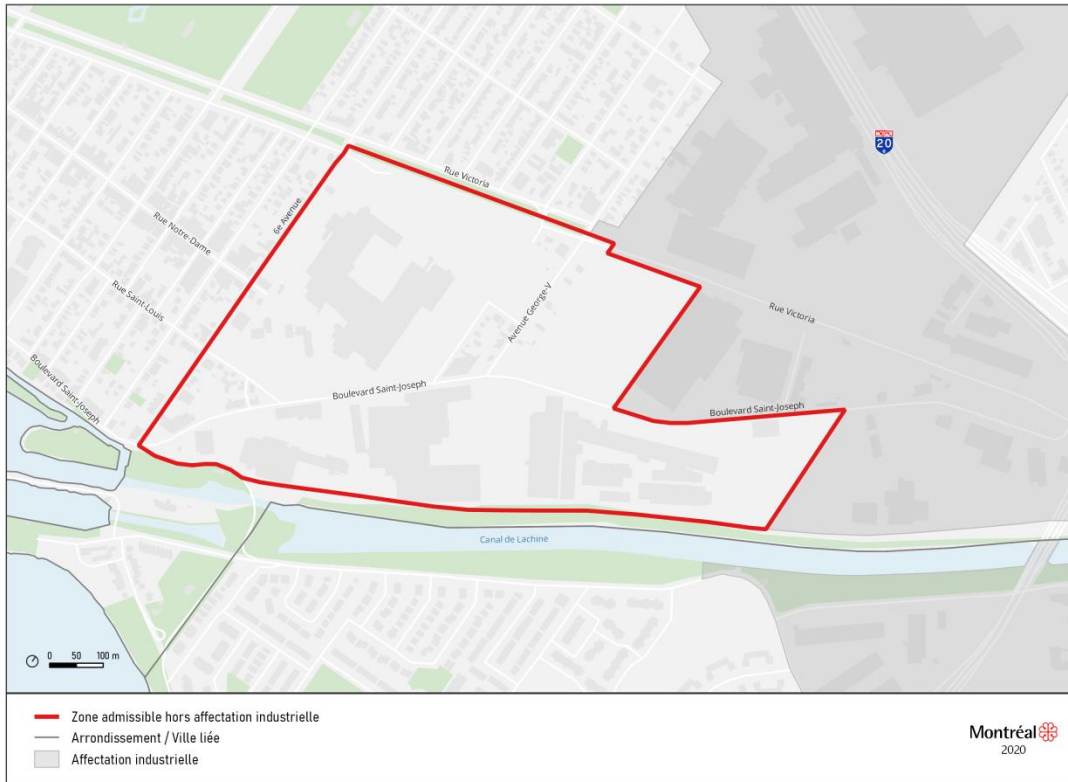 Rue Victoria
20
6e Avenue
Rue Notre-Dame
Rue Saint-Louis
Avenue George-V
Rue Victoria
Boulevard Saint-Joseph
Boulevard Saint-Joseph
Boulevard Saint-Joseph
Canal de Lachine
0 50 100 m
Zone admissible hors affectation industrielle
Arrondissement / Ville liée
Affectation industrielle
Montréal
2020